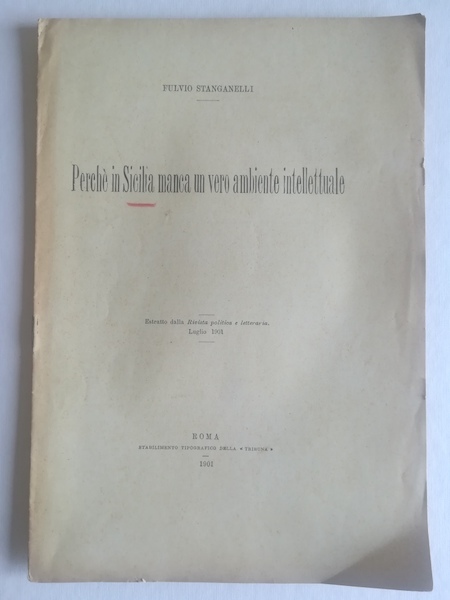 FULVIO STANGANELLI
Perchè in Sicilia manca un vero ambiente intellettuale
Estratto dalla Rivista politica e letteraria.
Luglio 1901
ROMA
STABILIMENTO TIPOGRAFICO DELLA « TRIBUNA »
1901